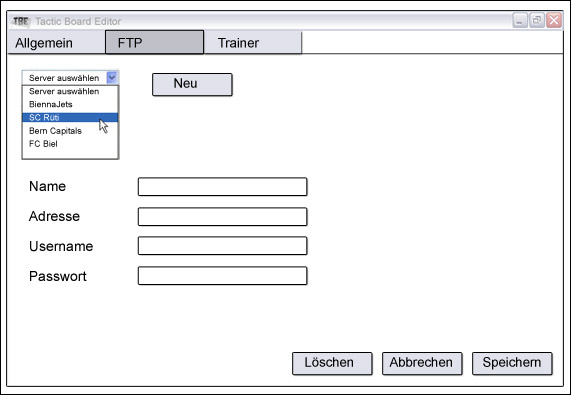 TBE Tactic Board Editor
Allgemein FTP Trainer
Server auswählen Neu
Server auswählen
BiennaJets
SC Rüti
Bern Capitals
FC Biel
Name
Adresse
Username
Passwort
Löschen Abbrechen Speichern